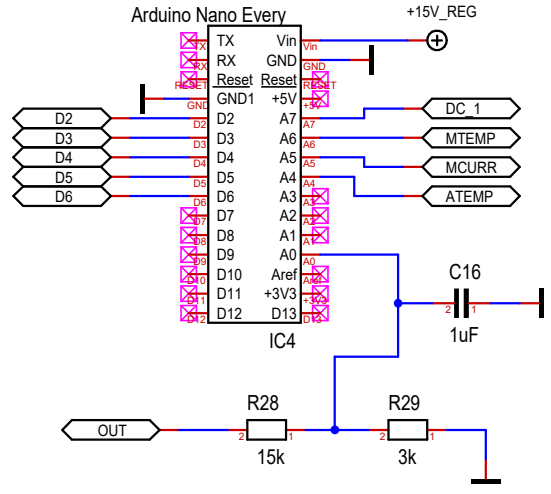 Arduino Nano Every
+15V_REG
TX TX Vin Vin
RX RX GND
RESET Reset Reset RESET
GND GND1 +5V +5V
D2 D2 D2 A7 A7 DC_1
D3 D3 D3 A6 A6 MTEMP
D4 D4 D4 A5 A5 MCURR
D5 D5 D5 A4 A4 ATEMP
D6 D6 D6 A3 A3
D7 D7 A2 A2
D8 D8 A1 A1
D9 D9 A0 A0
D10 D10 Aref Aref
D11 D11 +3V3 +3V3
D12 D12 D13 D13
IC4
C16
2 1
1uF
R28 R29
OUT 2 1 2 1
15k 3k